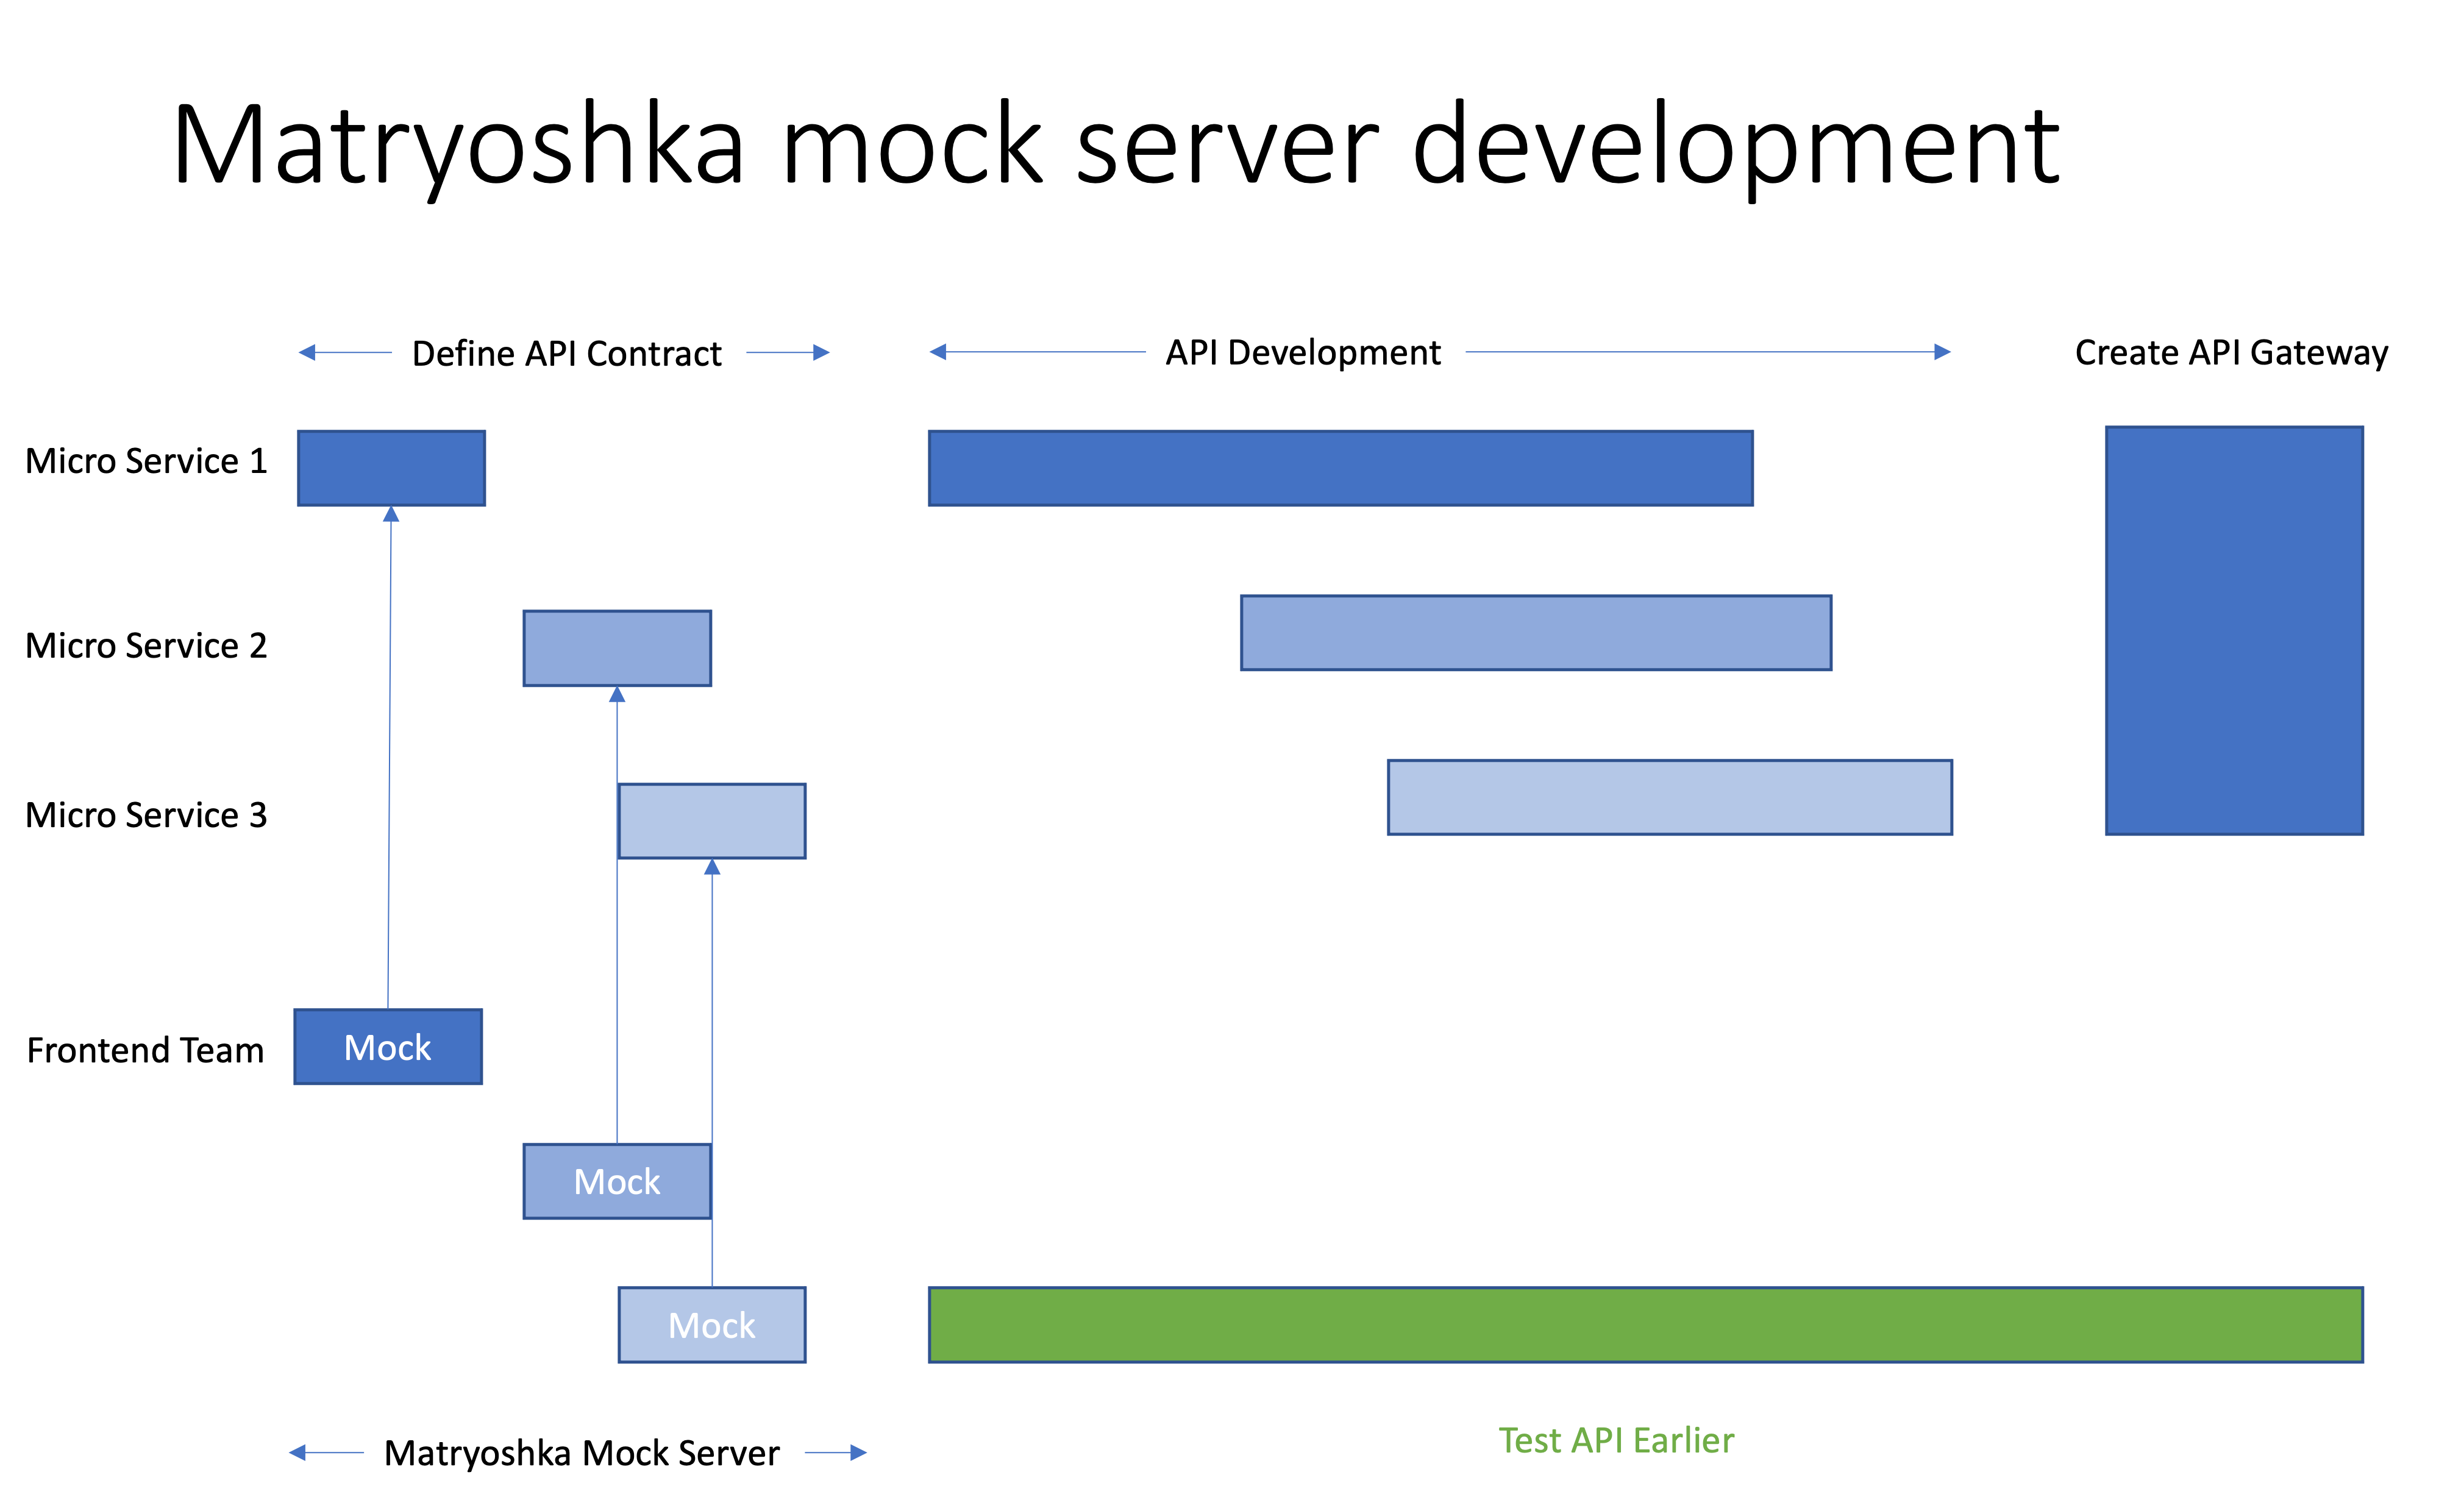 Matryoshka mock server development
Define API Contract
API Development
Create API Gateway
Micro Service 1
Micro Service 2
Micro Service 3
Frontend Team
Mock
Mock
Mock
Matryoshka Mock Server
Test API Earlier